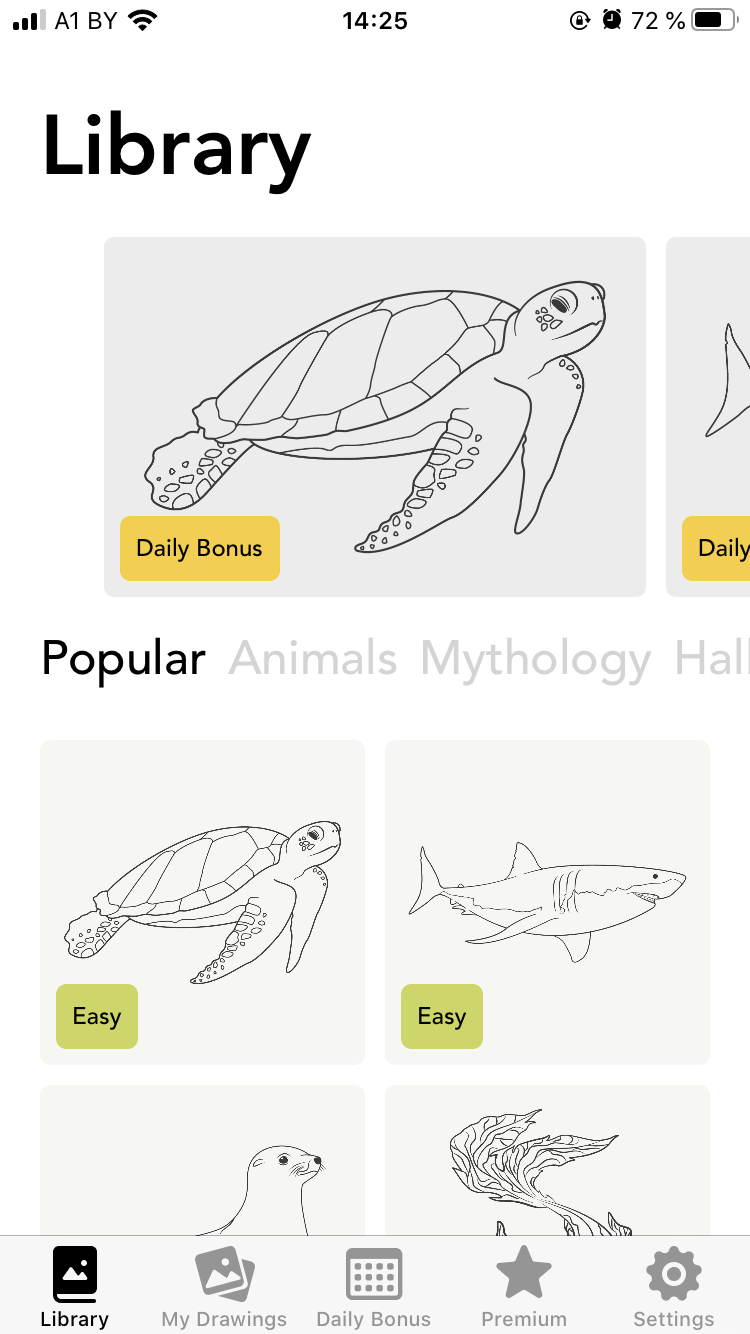 A1 BY 14:25 72 %
Library
Daily Bonus Daily
Popular Animals Mythology Hall
Easy Easy
Library My Drawings Daily Bonus Premium Settings